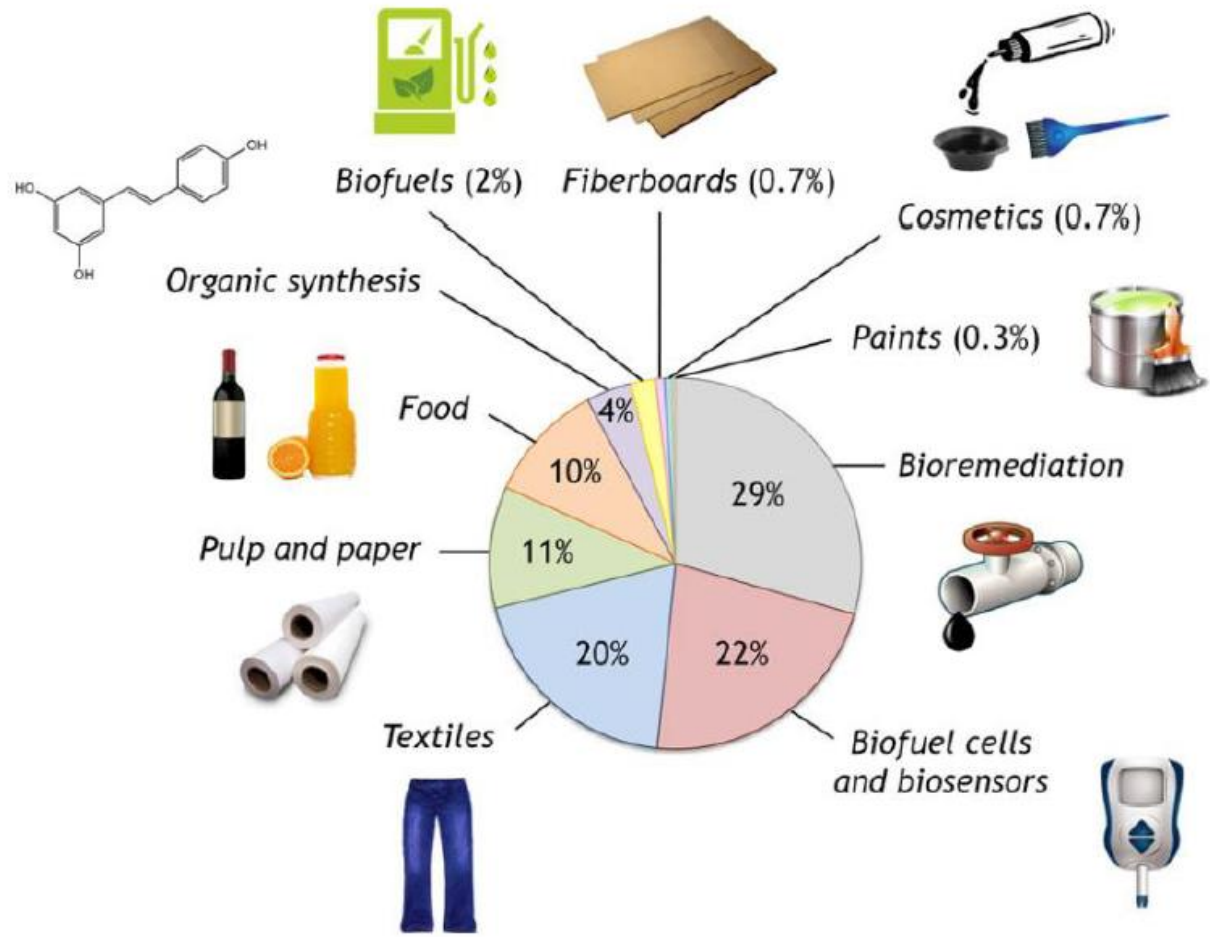 Biofuels (2%)
Fiberboards (0.7%)
Cosmetics (0.7%)
OH
HO
OH
Organic synthesis
Paints (0.3%)
Food
4%
Bioremediation
10%
29%
Pulp and paper
11%
20%
22%
Textiles
Biofuel cells
and biosensors